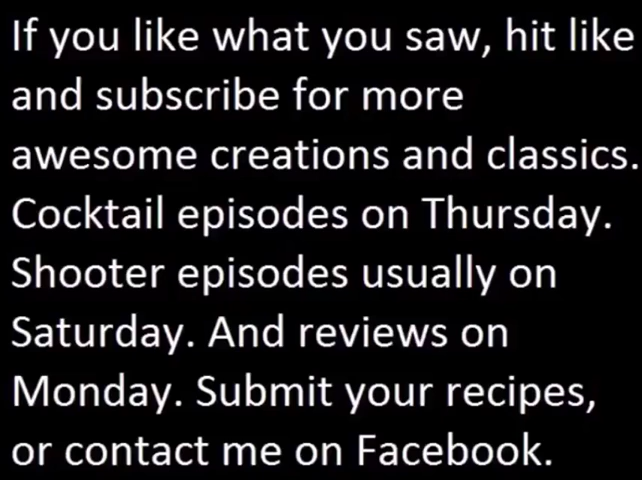 If you like what you saw, hit like
and subscribe for more
awesome creations and classics.
Cocktail episodes on Thursday.
Shooter episodes usually on
Saturday. And reviews on
Monday. Submit your recipes,
or contact me on Facebook.